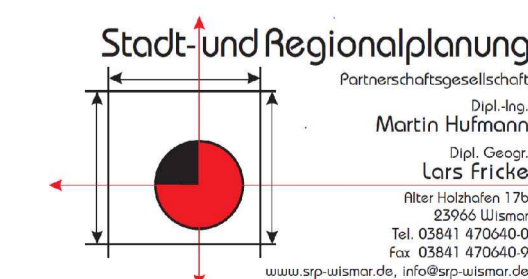 Stadt- und Regionalplanung
Partnerschaftsgesellschaft
Dipl.-Ing.
Martin Hufmann
Dipl. Geogr.
Lars Fricke
Alter Holzhafen 17b
23966 Wismar
Tel. 03841 470640-0
Fax 03841 470640-9
www.srp-wismar.de, info@srp-wismar.de